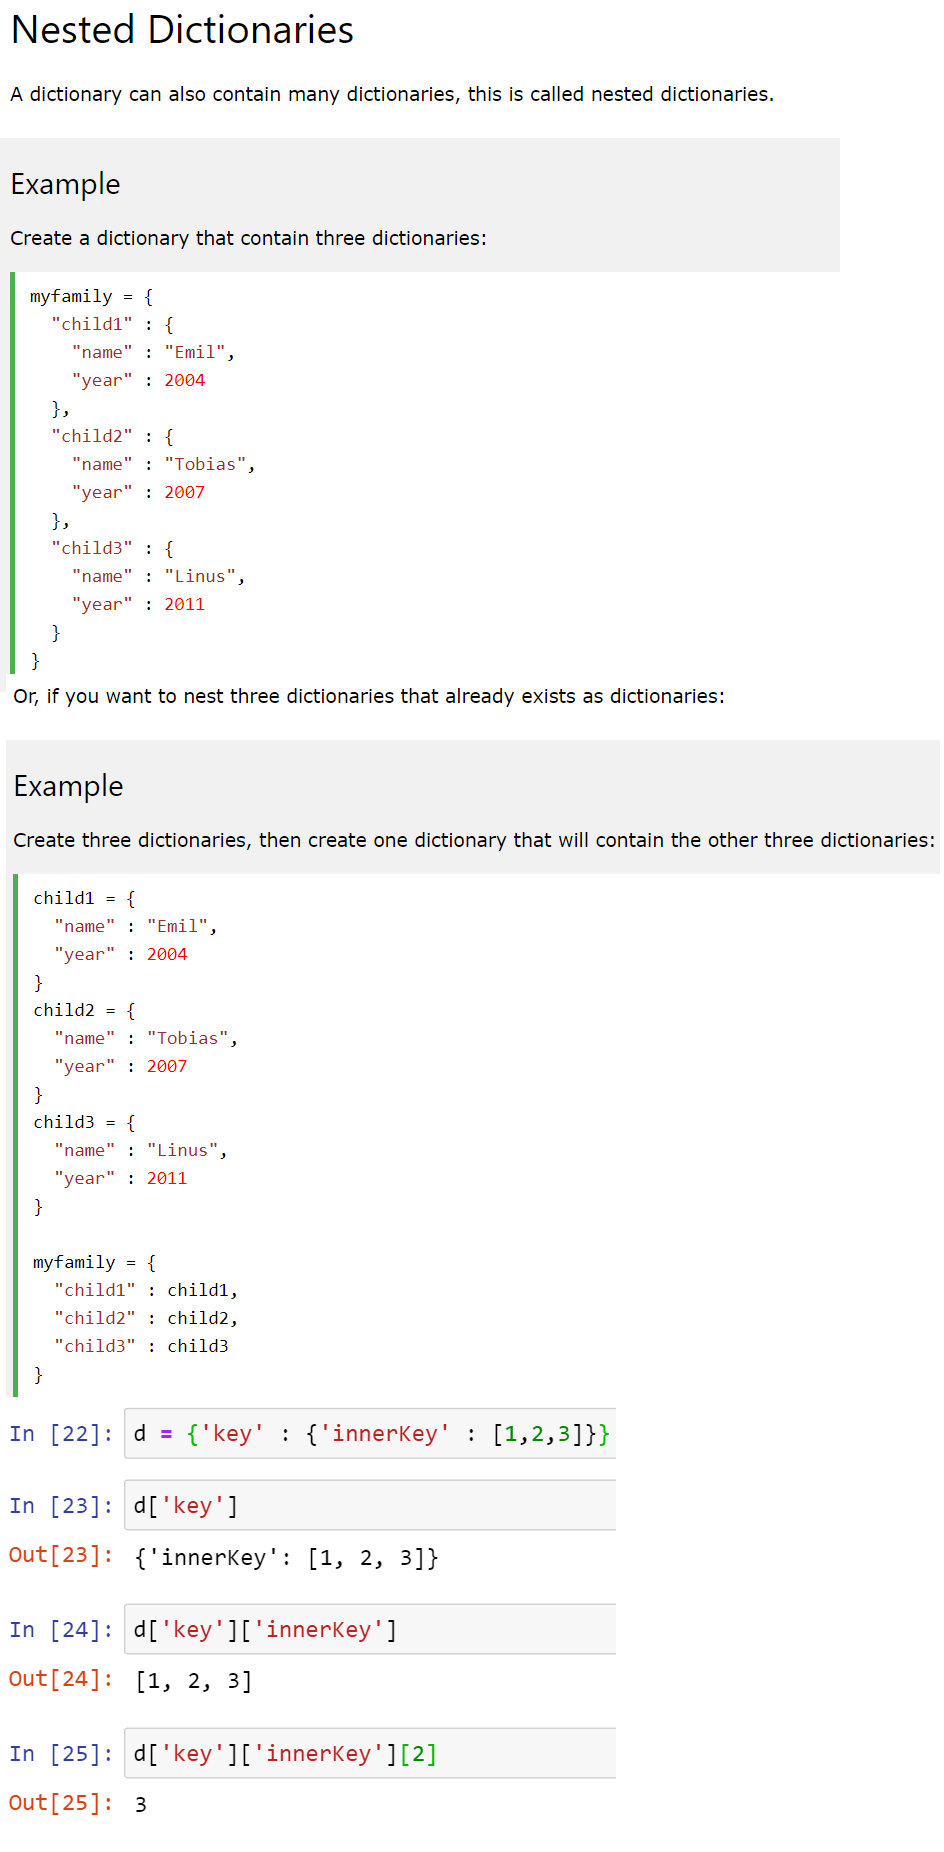 Nested Dictionaries
A dictionary can also contain many dictionaries, this is called nested dictionaries.
Example
Create a dictionary that contain three dictionaries:
myfamily = {
  "child1" : {
    "name" : "Emil",
    "year" : 2004
  },
  "child2" : {
    "name" : "Tobias",
    "year" : 2007
  },
  "child3" : {
    "name" : "Linus",
    "year" : 2011
  }
}
Or, if you want to nest three dictionaries that already exists as dictionaries:
Example
Create three dictionaries, then create one dictionary that will contain the other three dictionaries:
child1 = {
  "name" : "Emil",
  "year" : 2004
}
child2 = {
  "name" : "Tobias",
  "year" : 2007
}
child3 = {
  "name" : "Linus",
  "year" : 2011
}
myfamily = {
  "child1" : child1,
  "child2" : child2,
  "child3" : child3
}
In [22]: d = {'key' : {'innerKey' : [1,2,3]}}
In [23]: d['key']
Out[23]: {'innerKey': [1, 2, 3]}
In [24]: d['key']['innerKey']
Out[24]: [1, 2, 3]
In [25]: d['key']['innerKey'][2]
Out[25]: 3